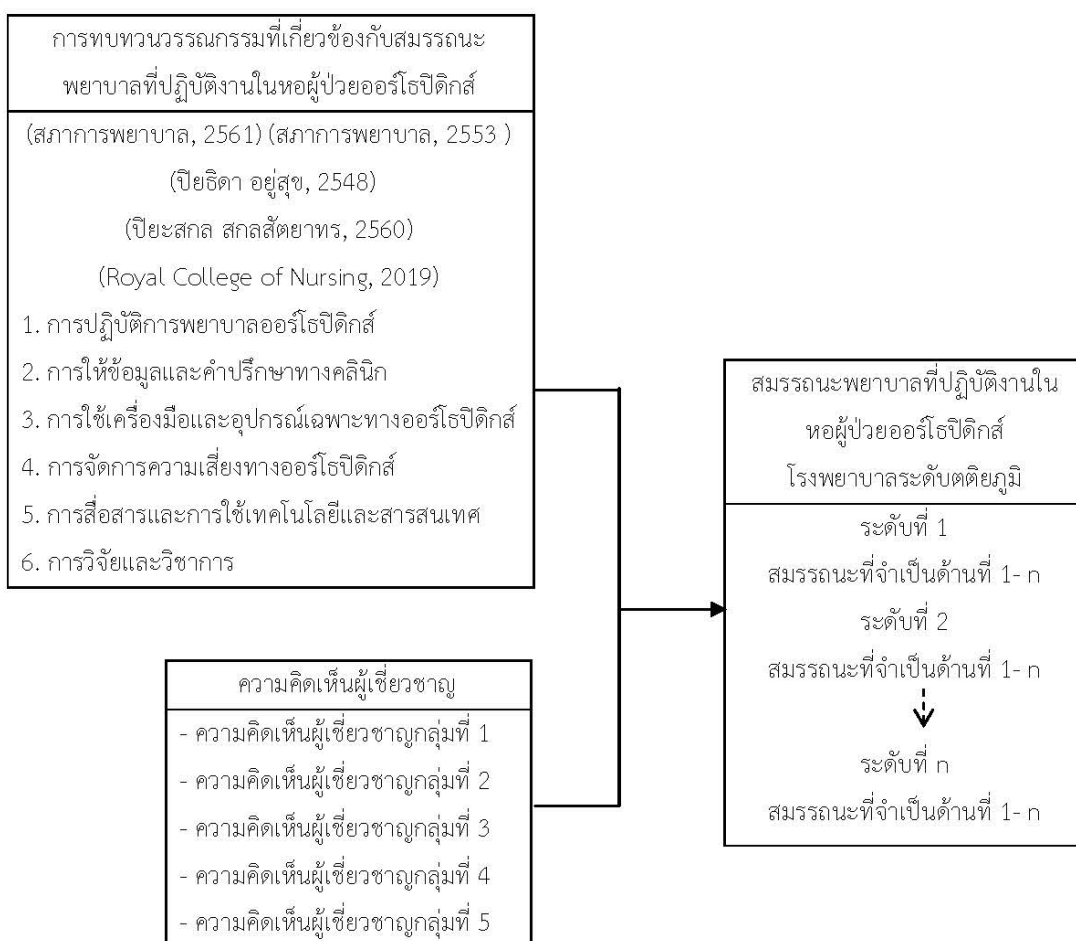 การทบทวนวรรณกรรมที่เกี่ยวข้องกับสมรรถนะ
พยาบาลที่ปฏิบัติงานในหอผู้ป่วยออร์โธปิดิกส์
(สภาการพยาบาล, 2561) (สภาการพยาบาล, 2553 )
(ปิยธิดา อยู่สุข, 2548)
(ปิยะสกล สกลสัตยาทร, 2560)
(Royal College of Nursing, 2019)
1. การปฏิบัติการพยาบาลออร์โธปิดิกส์
2. การให้ข้อมูลและคำปรึกษาทางคลินิก
3. การใช้เครื่องมือและอุปกรณ์เฉพาะทางออร์โธปิดิกส์
4. การจัดการความเสี่ยงทางออร์โธปิดิกส์
5. การสื่อสารและการใช้เทคโนโลยีและสารสนเทศ
6. การวิจัยและวิชาการ
ความคิดเห็นผู้เชี่ยวชาญ
- ความคิดเห็นผู้เชี่ยวชาญกลุ่มที่ 1
- ความคิดเห็นผู้เชี่ยวชาญกลุ่มที่ 2
- ความคิดเห็นผู้เชี่ยวชาญกลุ่มที่ 3
- ความคิดเห็นผู้เชี่ยวชาญกลุ่มที่ 4
- ความคิดเห็นผู้เชี่ยวชาญกลุ่มที่ 5
สมรรถนะพยาบาลที่ปฏิบัติงานใน
หอผู้ป่วยออร์โธปิดิกส์
โรงพยาบาลระดับตติยภูมิ
ระดับที่ 1
สมรรถนะที่จำเป็นด้านที่ 1- n
ระดับที่ 2
สมรรถนะที่จำเป็นด้านที่ 1- n
ระดับที่ n
สมรรถนะที่จำเป็นด้านที่ 1- n